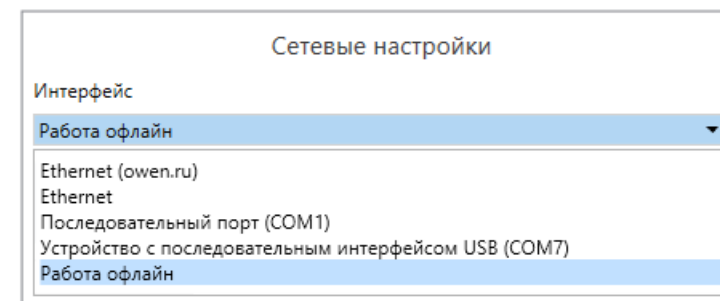 Сетевые настройки
Интерфейс
Работа офлайн
Ethernet (owen.ru)
Ethernet
Последовательный порт (COM1)
Устройство с последовательным интерфейсом USB (COM7)
Работа офлайн